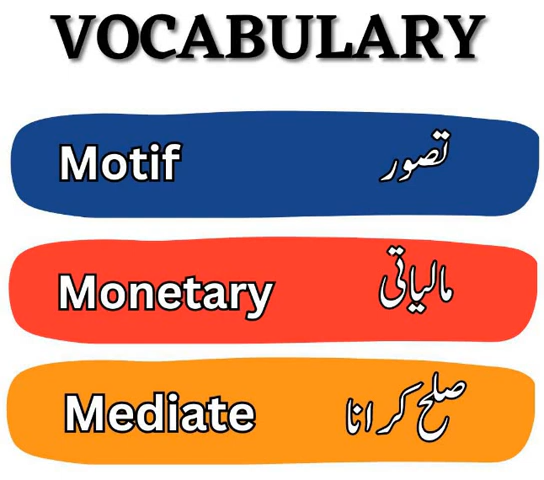 VOCABULARY
Motif تصور
Monetary مالیاتی
Mediate صلح کرانا